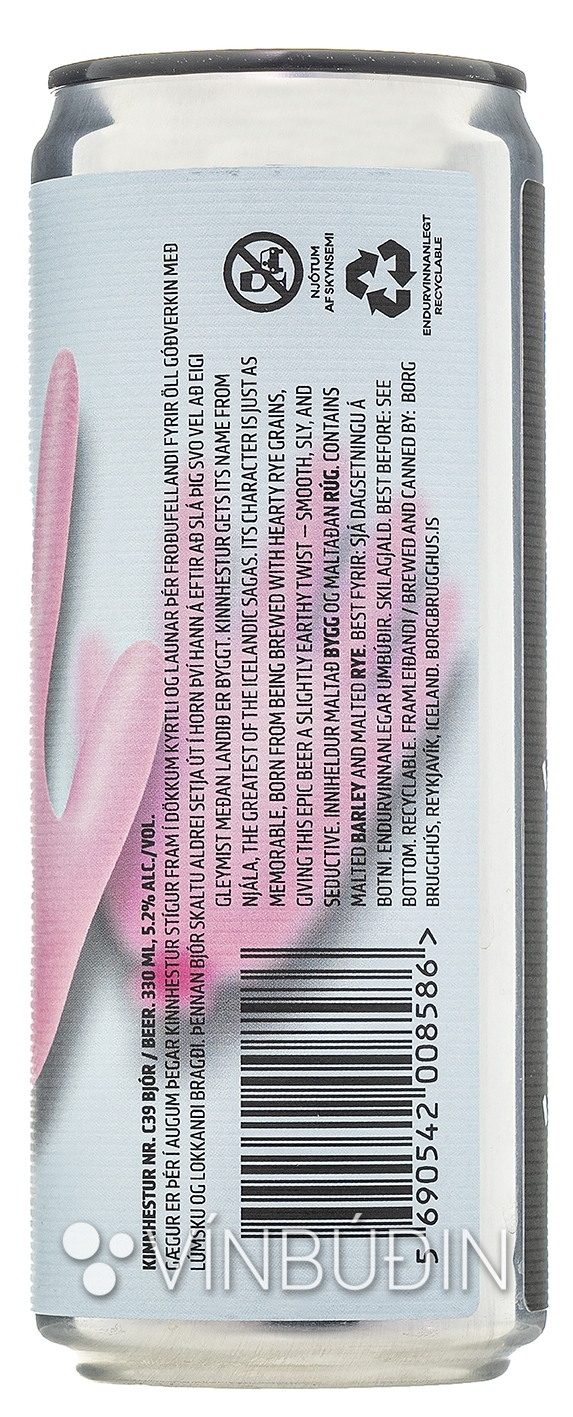 KINNHESTUR NR. C39 BJÓR / BEER. 330 ML, 5.2% ALC./VOL.
GÆGUR ER ÞÉR Í AUGUM ÞEGAR KINNHESTUR STÍGUR FRAM Í DÖKKUM KYRTLI OG LAUNAR ÞÉR FROÐUFELLANDI FYRIR ÖLL GÓÐVERKIN MEÐ
LÚMSKU OG LOKKANDI BRAGÐI. ÞENNAN BJÓR SKALTU ALDREI SETJA ÚT Í HORN ÞVÍ HANN Á EFTIR AÐ SLÁ ÞIG SVO VEL AÐ EIGI
GLEYMIST MEÐAN LANDIÐ ER BYGGT. KINNHESTUR GETS ITS NAME FROM
NJÁLA, THE GREATEST OF THE ICELANDIC SAGAS. ITS CHARACTER IS JUST AS
MEMORABLE, BORN FROM BEING BREWED WITH HEARTY RYE GRAINS,
GIVING THIS EPIC BEER A SLIGHTLY EARTHY TWIST – SMOOTH, SLY, AND
SEDUCTIVE. INNIHELDUR MALTAÐ BYGG OG MALTAÐAN RÚG. CONTAINS
MALTED BARLEY AND MALTED RYE. BEST FYRIR: SJÁ DAGSETNINGU Á
BOTNI. ENDURVINNANLEGAR UMBÚÐIR. SKILAGJALD. BEST BEFORE: SEE
BOTTOM. RECYCLABLE. FRAMLEIÐANDI / BREWED AND CANNED BY: BORG
BRUGGHÚS, REYKJAVÍK, ICELAND. BORGBRUGGHUS.IS
NJÓTUM
AF SKYNSEMI
ENDURVINNANLEGT
RECYCLABLE
5 690542 008586 >
VÍNBÚÐIN